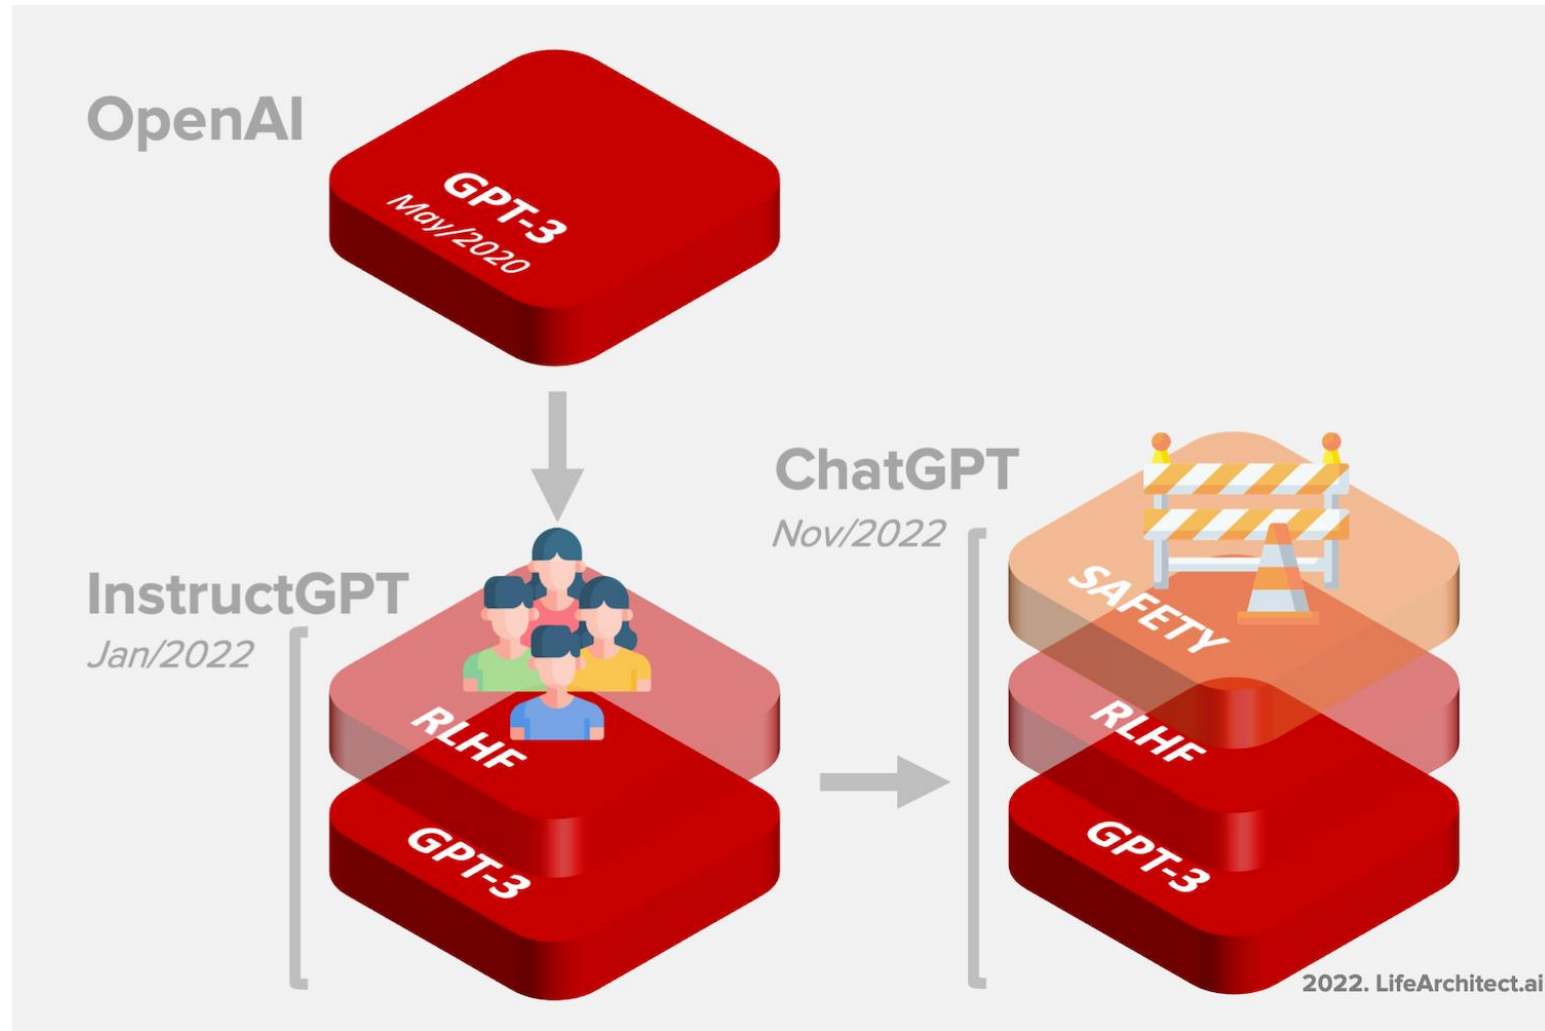 OpenAI
GPT-3
May/2020
InstructGPT
Jan/2022
RLHF
GPT-3
ChatGPT
Nov/2022
SAFETY
RLHF
GPT-3
2022. LifeArchitect.ai